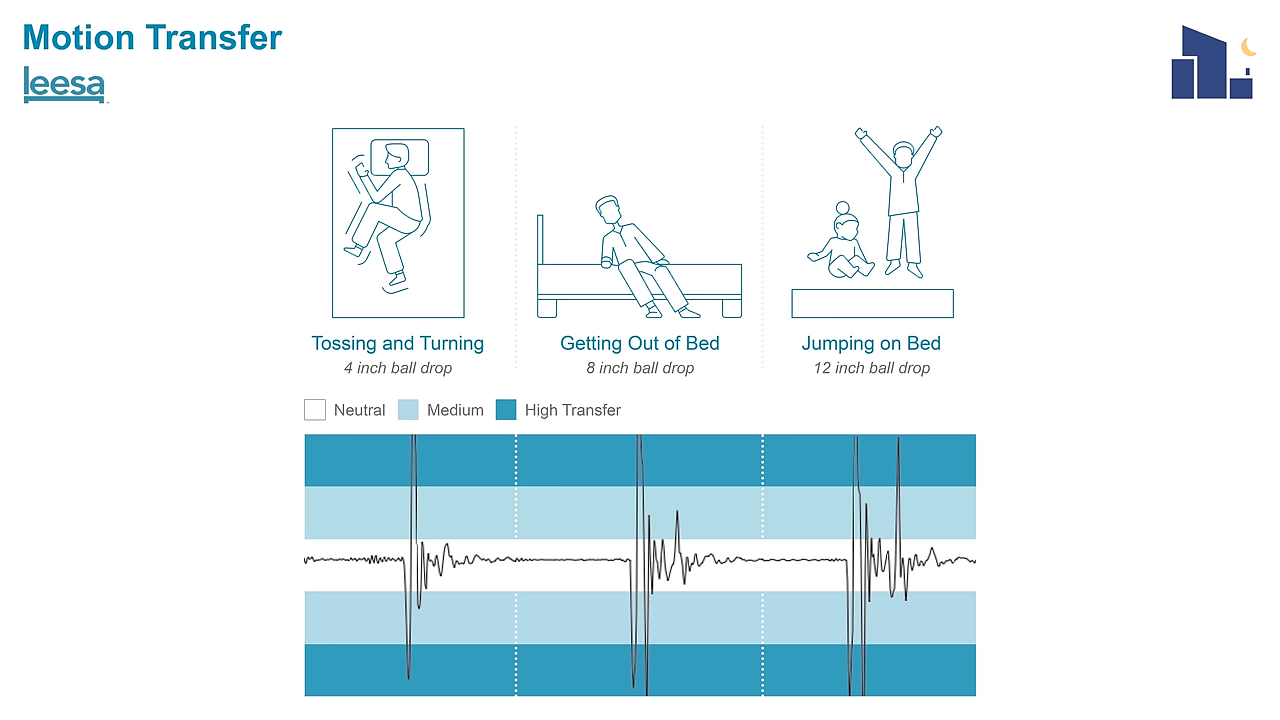 Motion Transfer
leesa
Tossing and Turning
4 inch ball drop
Getting Out of Bed
8 inch ball drop
Jumping on Bed
12 inch ball drop
Neutral
Medium
High Transfer